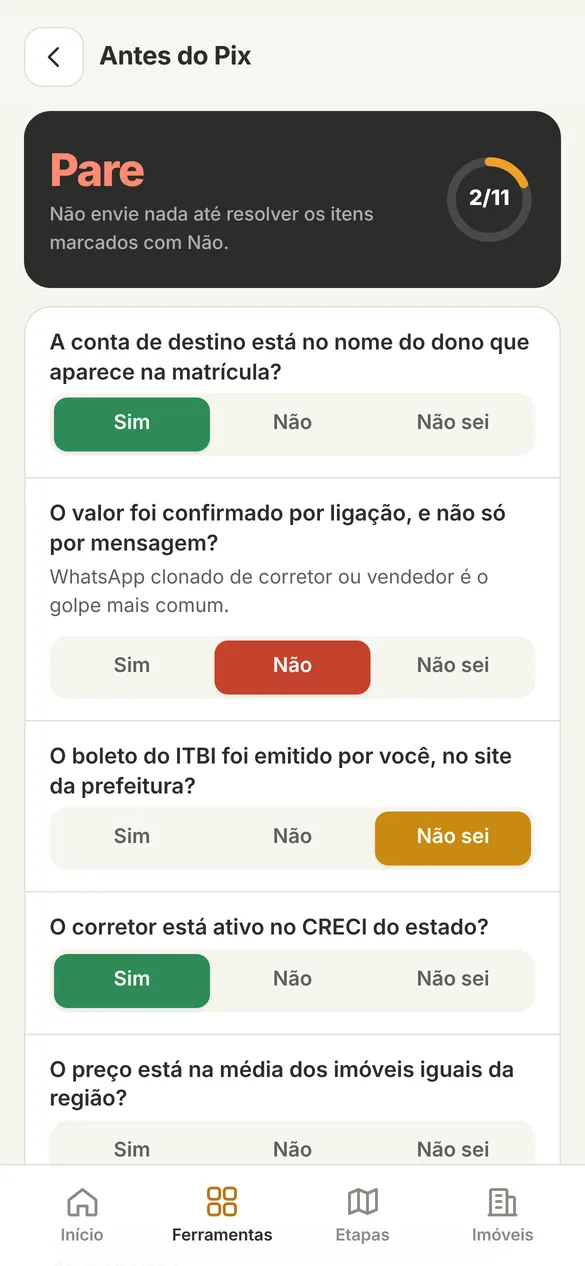 Antes do Pix
Pare
Não envie nada até resolver os itens
marcados com Não.
2/11
A conta de destino está no nome do dono que
aparece na matrícula?
Sim
Não
Não sei
O valor foi confirmado por ligação, e não só
por mensagem?
WhatsApp clonado de corretor ou vendedor é o
golpe mais comum.
Sim
Não
Não sei
O boleto do ITBI foi emitido por você, no site
da prefeitura?
Sim
Não
Não sei
O corretor está ativo no CRECI do estado?
Sim
Não
Não sei
O preço está na média dos imóveis iguais da
região?
Sim
Não
Não sei
Início
Ferramentas
Etapas
Imóveis